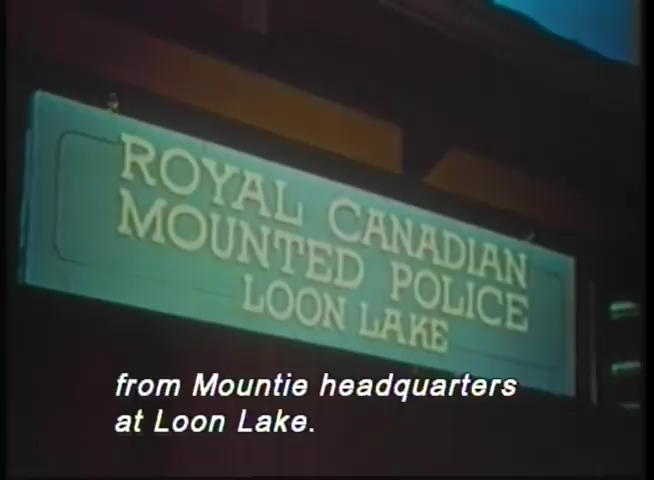 ROYAL CANADIAN
MOUNTED POLICE
LOON LAKE
from Mountie headquarters
at Loon Lake.